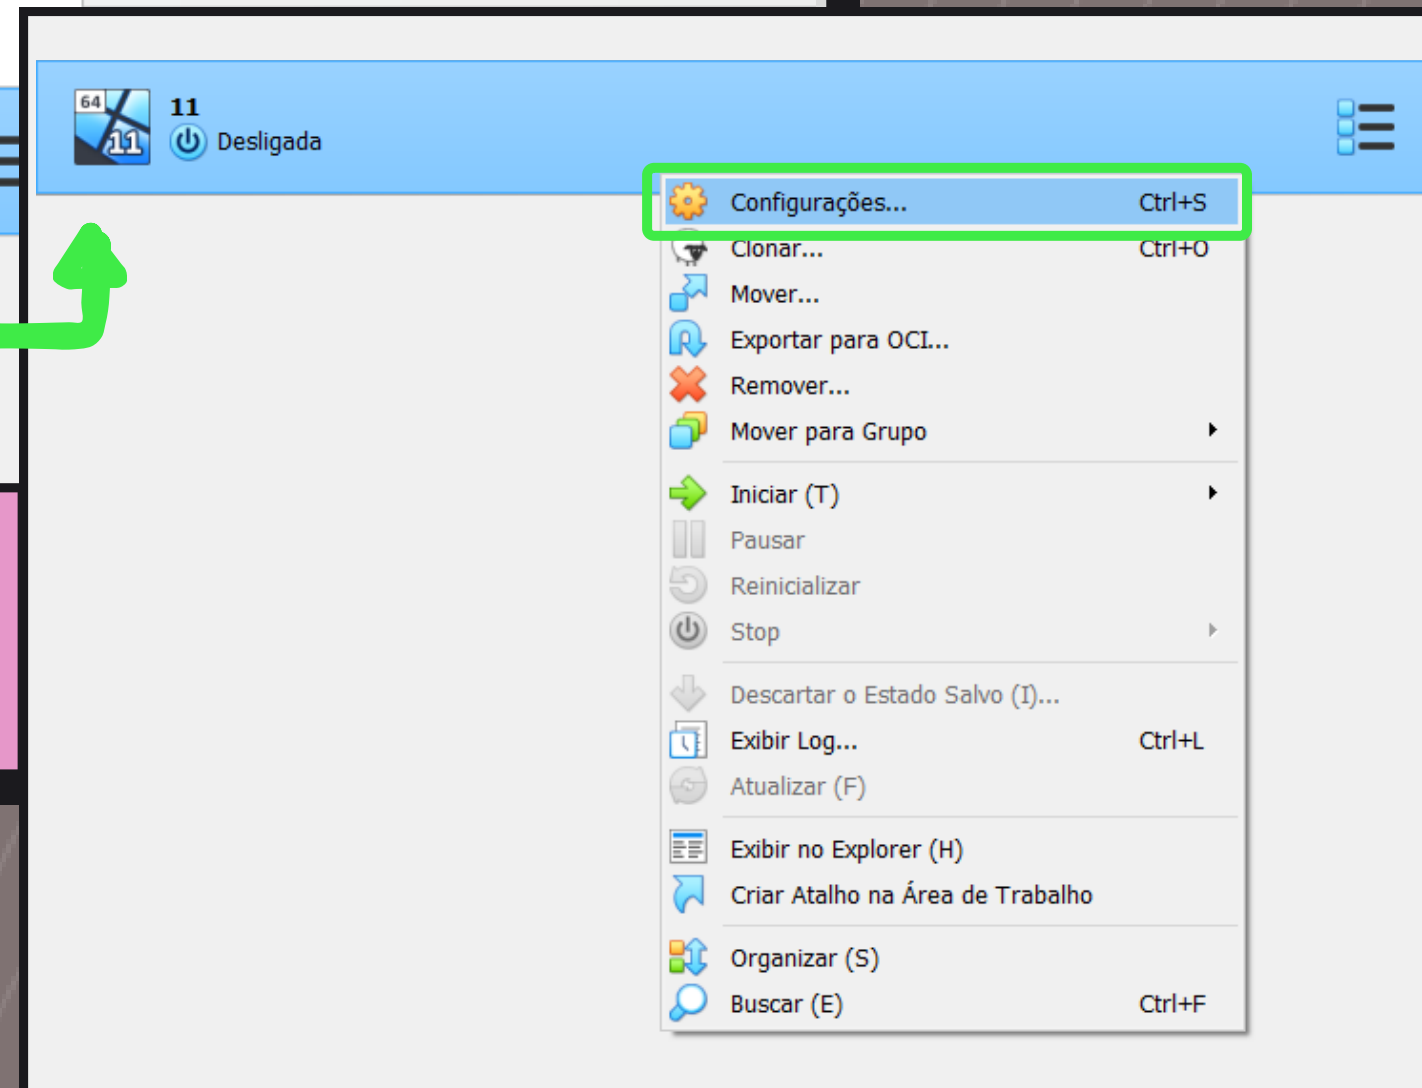 64
11
11
Desligada
Configurações... Ctrl+S
Clonar... Ctrl+O
Mover...
Exportar para OCI...
Remover...
Mover para Grupo
Iniciar (T)
Pausar
Reinicializar
Stop
Descartar o Estado Salvo (I)...
Exibir Log... Ctrl+L
Atualizar (F)
Exibir no Explorer (H)
Criar Atalho na Área de Trabalho
Organizar (S)
Buscar (E) Ctrl+F